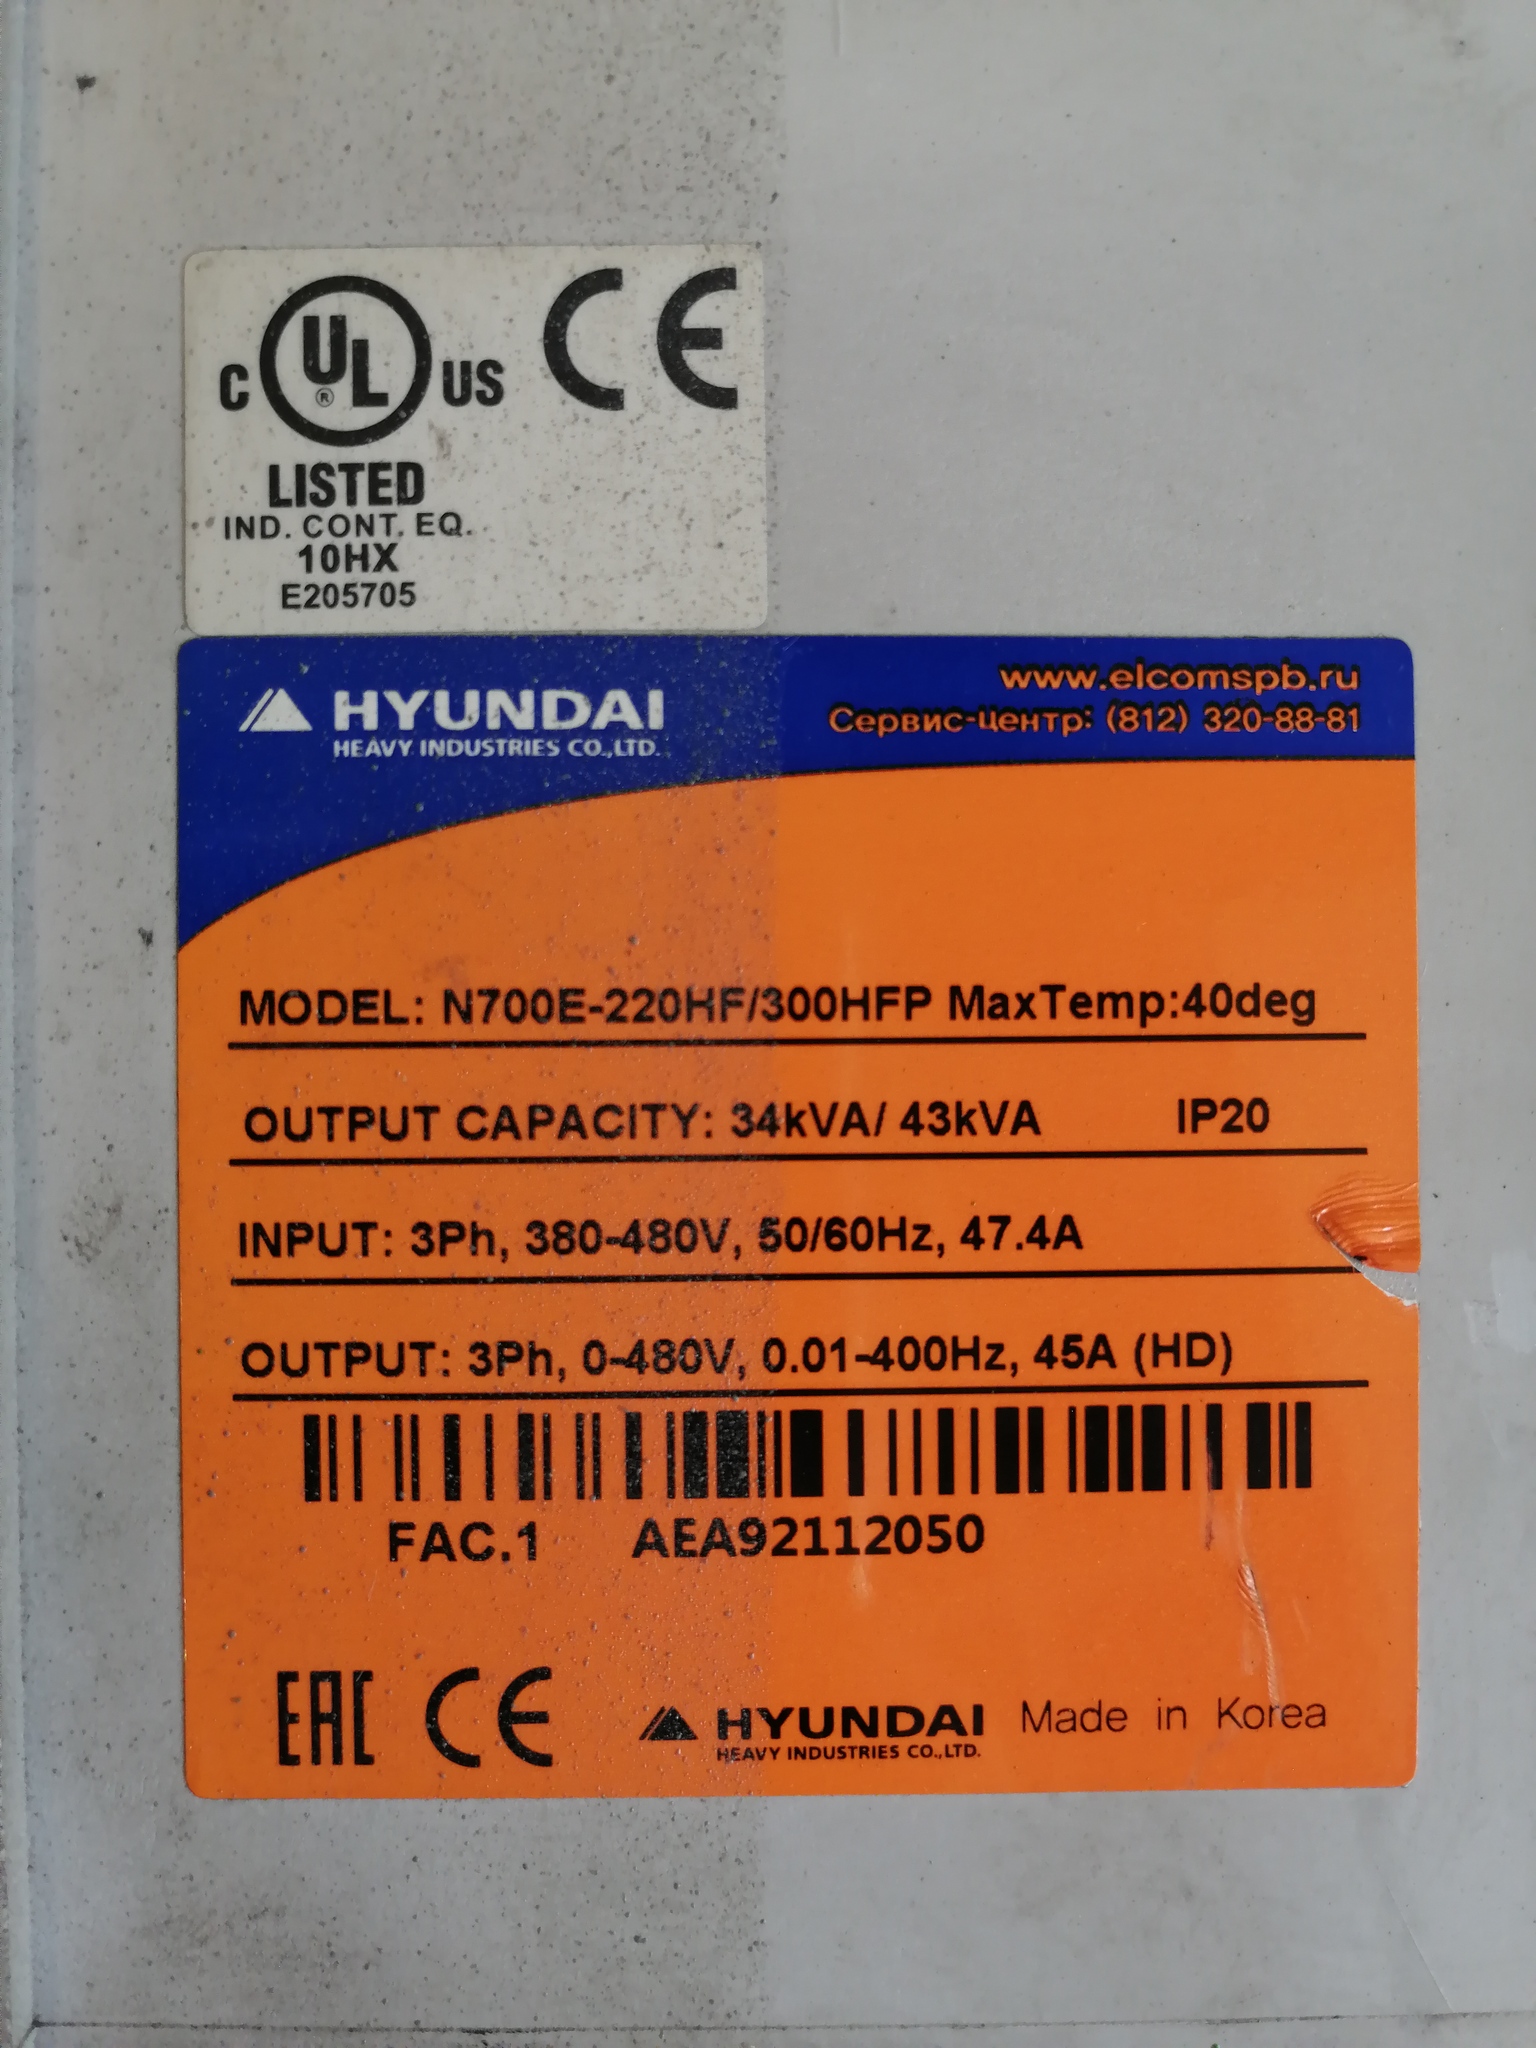 C UL® US CE
LISTED
IND. CONT. EQ.
10HX
E205705
HYUNDAI
HEAVY INDUSTRIES CO.,LTD.
www.elcomspb.ru
Сервис-центр: (812) 320-88-81
MODEL: N700E-220HF/300HFP MaxTemp:40deg
OUTPUT CAPACITY: 34kVA/ 43kVA IP20
INPUT: 3Ph, 380-480V, 50/60Hz, 47.4A
OUTPUT: 3Ph, 0-480V, 0.01-400Hz, 45A (HD)
FAC.1 AEA92112050
EAC CE HYUNDAI Made in Korea
HEAVY INDUSTRIES CO.,LTD.